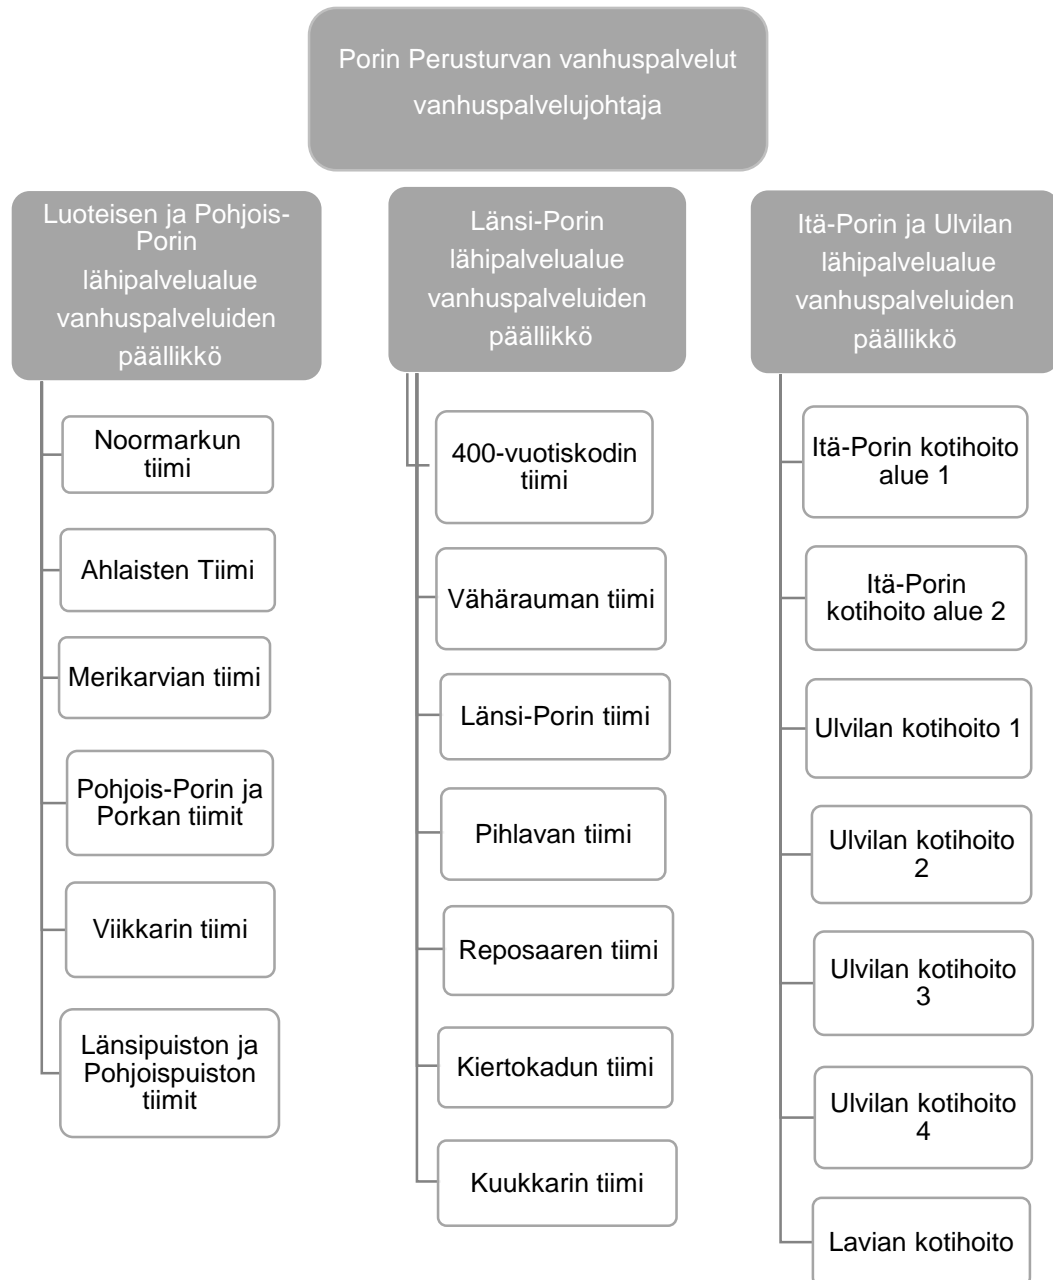 Porin Perusturvan vanhuspalvelut
vanhuspalvelujohtaja
Luoteisen ja Pohjois-
Porin
lähipalvelualue
vanhuspalveluiden
päällikkö
Noormarkun
tiimi
Ahlaisten Tiimi
Merikarvian tiimi
Pohjois-Porin ja
Porkan tiimit
Viikkarin tiimi
Länsipuiston ja
Pohjoispuiston
tiimit
Länsi-Porin
lähipalvelualue
vanhuspalveluiden
päällikkö
400-vuotiskodin
tiimi
Vähärauman tiimi
Länsi-Porin tiimi
Pihlavan tiimi
Reposaaren tiimi
Kiertokadun tiimi
Kuukkarin tiimi
Itä-Porin ja Ulvilan
lähipalvelualue
vanhuspalveluiden
päällikkö
Itä-Porin kotihoito
alue 1
Itä-Porin
kotihoito alue 2
Ulvilan kotihoito 1
Ulvilan kotihoito
2
Ulvilan kotihoito
3
Ulvilan kotihoito
4
Lavian kotihoito